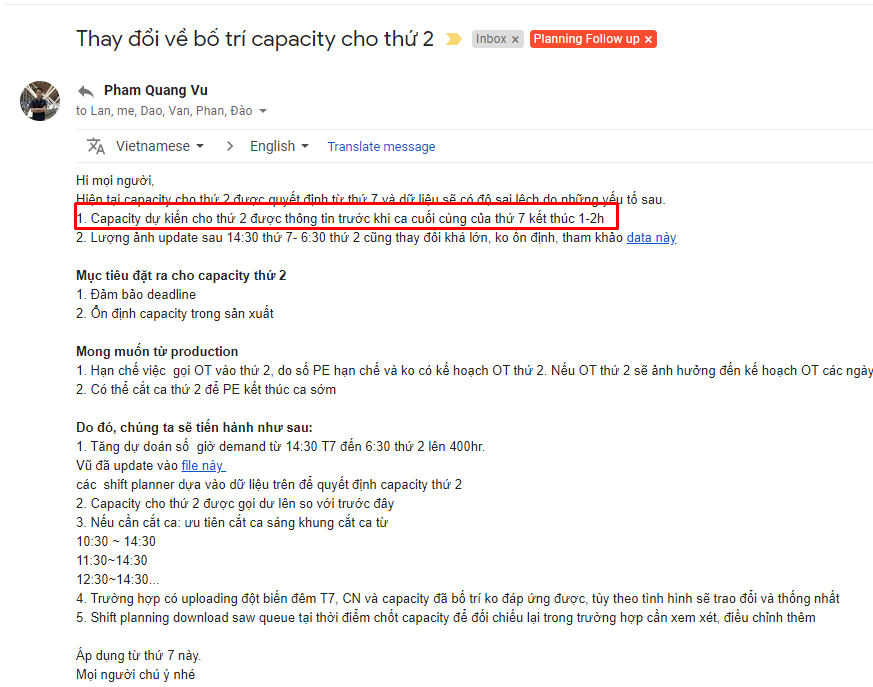 Thay đổi về bố trí capacity cho thứ 2 Inbox × Planning Follow up ×
Pham Quang Vu
to Lan, me, Dao, Van, Phan, Đào
Vietnamese > English Translate message
Hi mọi người,
Hiện tại capacity cho thứ 2 được quyết định từ thứ 7 và dữ liệu sẽ có độ sai lệch do những yếu tố sau.
1. Capacity dự kiến cho thứ 2 được thông tin trước khi ca cuối cùng của thứ 7 kết thúc 1-2h
2. Lượng ảnh update sau 14:30 thứ 7- 6:30 thứ 2 cũng thay đổi khá lớn, ko ổn định, tham khảo data này
Mục tiêu đặt ra cho capacity thứ 2
1. Đảm bảo deadline
2. Ổn định capacity trong sản xuất
Mong muốn từ production
1. Hạn chế việc gọi OT vào thứ 2, do số PE hạn chế và ko có kế hoạch OT thứ 2. Nếu OT thứ 2 sẽ ảnh hưởng đến kế hoạch OT các ngày
2. Có thể cắt ca thứ 2 để PE kết thúc ca sớm
Do đó, chúng ta sẽ tiến hành như sau:
1. Tăng dự doán số giờ demand từ 14:30 T7 đến 6:30 thứ 2 lên 400hr.
Vũ đã update vào file này
các shift planner dựa vào dữ liệu trên để quyết định capacity thứ 2
2. Capacity cho thứ 2 được gọi dư lên so với trước đây
3. Nếu cần cắt ca: ưu tiên cắt ca sáng khung cắt ca từ
10:30 ~ 14:30
11:30~14:30
12:30~14:30...
4. Trường hợp có uploading đột biến đêm T7, CN và capacity đã bố trí ko đáp ứng được, tùy theo tình hình sẽ trao đổi và thống nhất
5. Shift planning download saw queue tại thời điểm chốt capacity để đối chiếu lại trong trường hợp cần xem xét, điều chỉnh thêm
Áp dụng từ thứ 7 này.
Mọi người chú ý nhé